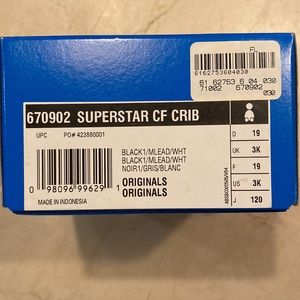 FL
6162753604030
61 62753 6 04 030
71002 670902
030
670902 SUPERSTAR CF CRIB
UPC PO# 423880001
BLACK1/MLEAD/WHT
BLACK1/MLEAD/WHT
NOIR1/GRIS/BLANC
ORIGINALS
ORIGINALS
0 98096 99629 1
MADE IN INDONESIA
D 19
UK 3K
F 19
US 3K
J 120